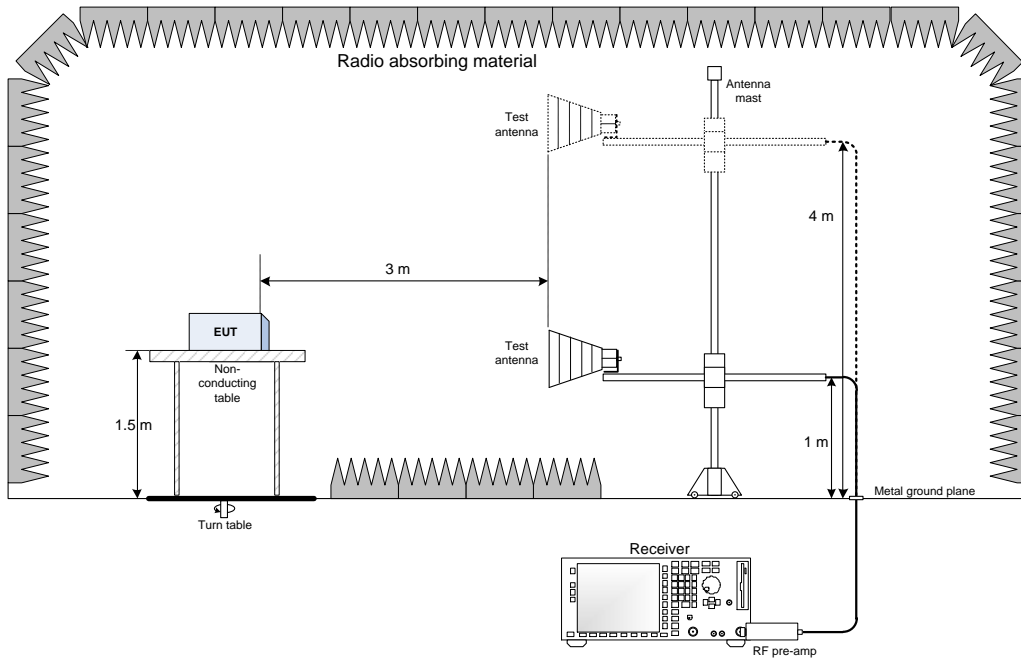 Radio absorbing material
Antenna
mast
Test
antenna
4 m
3 m
EUT
Test
antenna
Non-
conducting
table
1.5 m
1 m
Metal ground plane
Turn table
Receiver
RF pre-amp